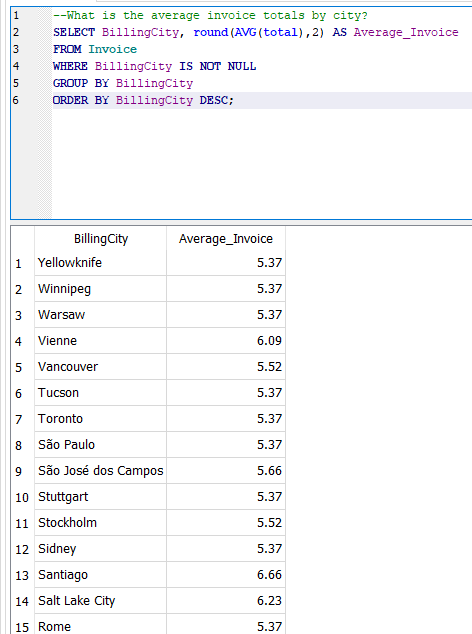 1 --What is the average invoice totals by city?
2 SELECT BillingCity, round(AVG(total),2) AS Average_Invoice
3 FROM Invoice
4 WHERE BillingCity IS NOT NULL
5 GROUP BY BillingCity
6 ORDER BY BillingCity DESC;
BillingCity Average_Invoice
1 Yellowknife 5.37
2 Winnipeg 5.37
3 Warsaw 5.37
4 Vienne 6.09
5 Vancouver 5.52
6 Tucson 5.37
7 Toronto 5.37
8 São Paulo 5.37
9 São José dos Campos 5.66
10 Stuttgart 5.37
11 Stockholm 5.52
12 Sidney 5.37
13 Santiago 6.66
14 Salt Lake City 6.23
15 Rome 5.37